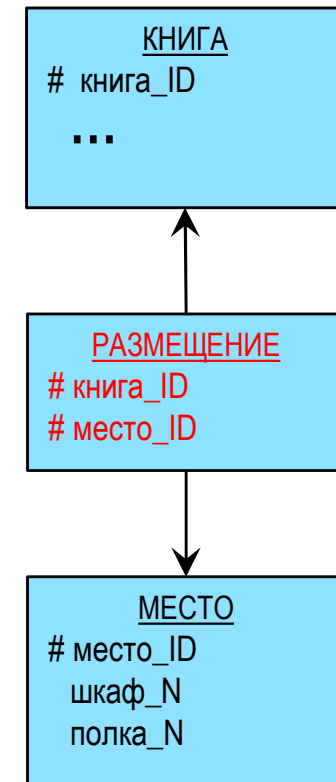 КНИГА
# книга_ID
...
РАЗМЕЩЕНИЕ
# книга_ID
# место_ID
МЕСТО
# место_ID
шкаф_N
полка_N